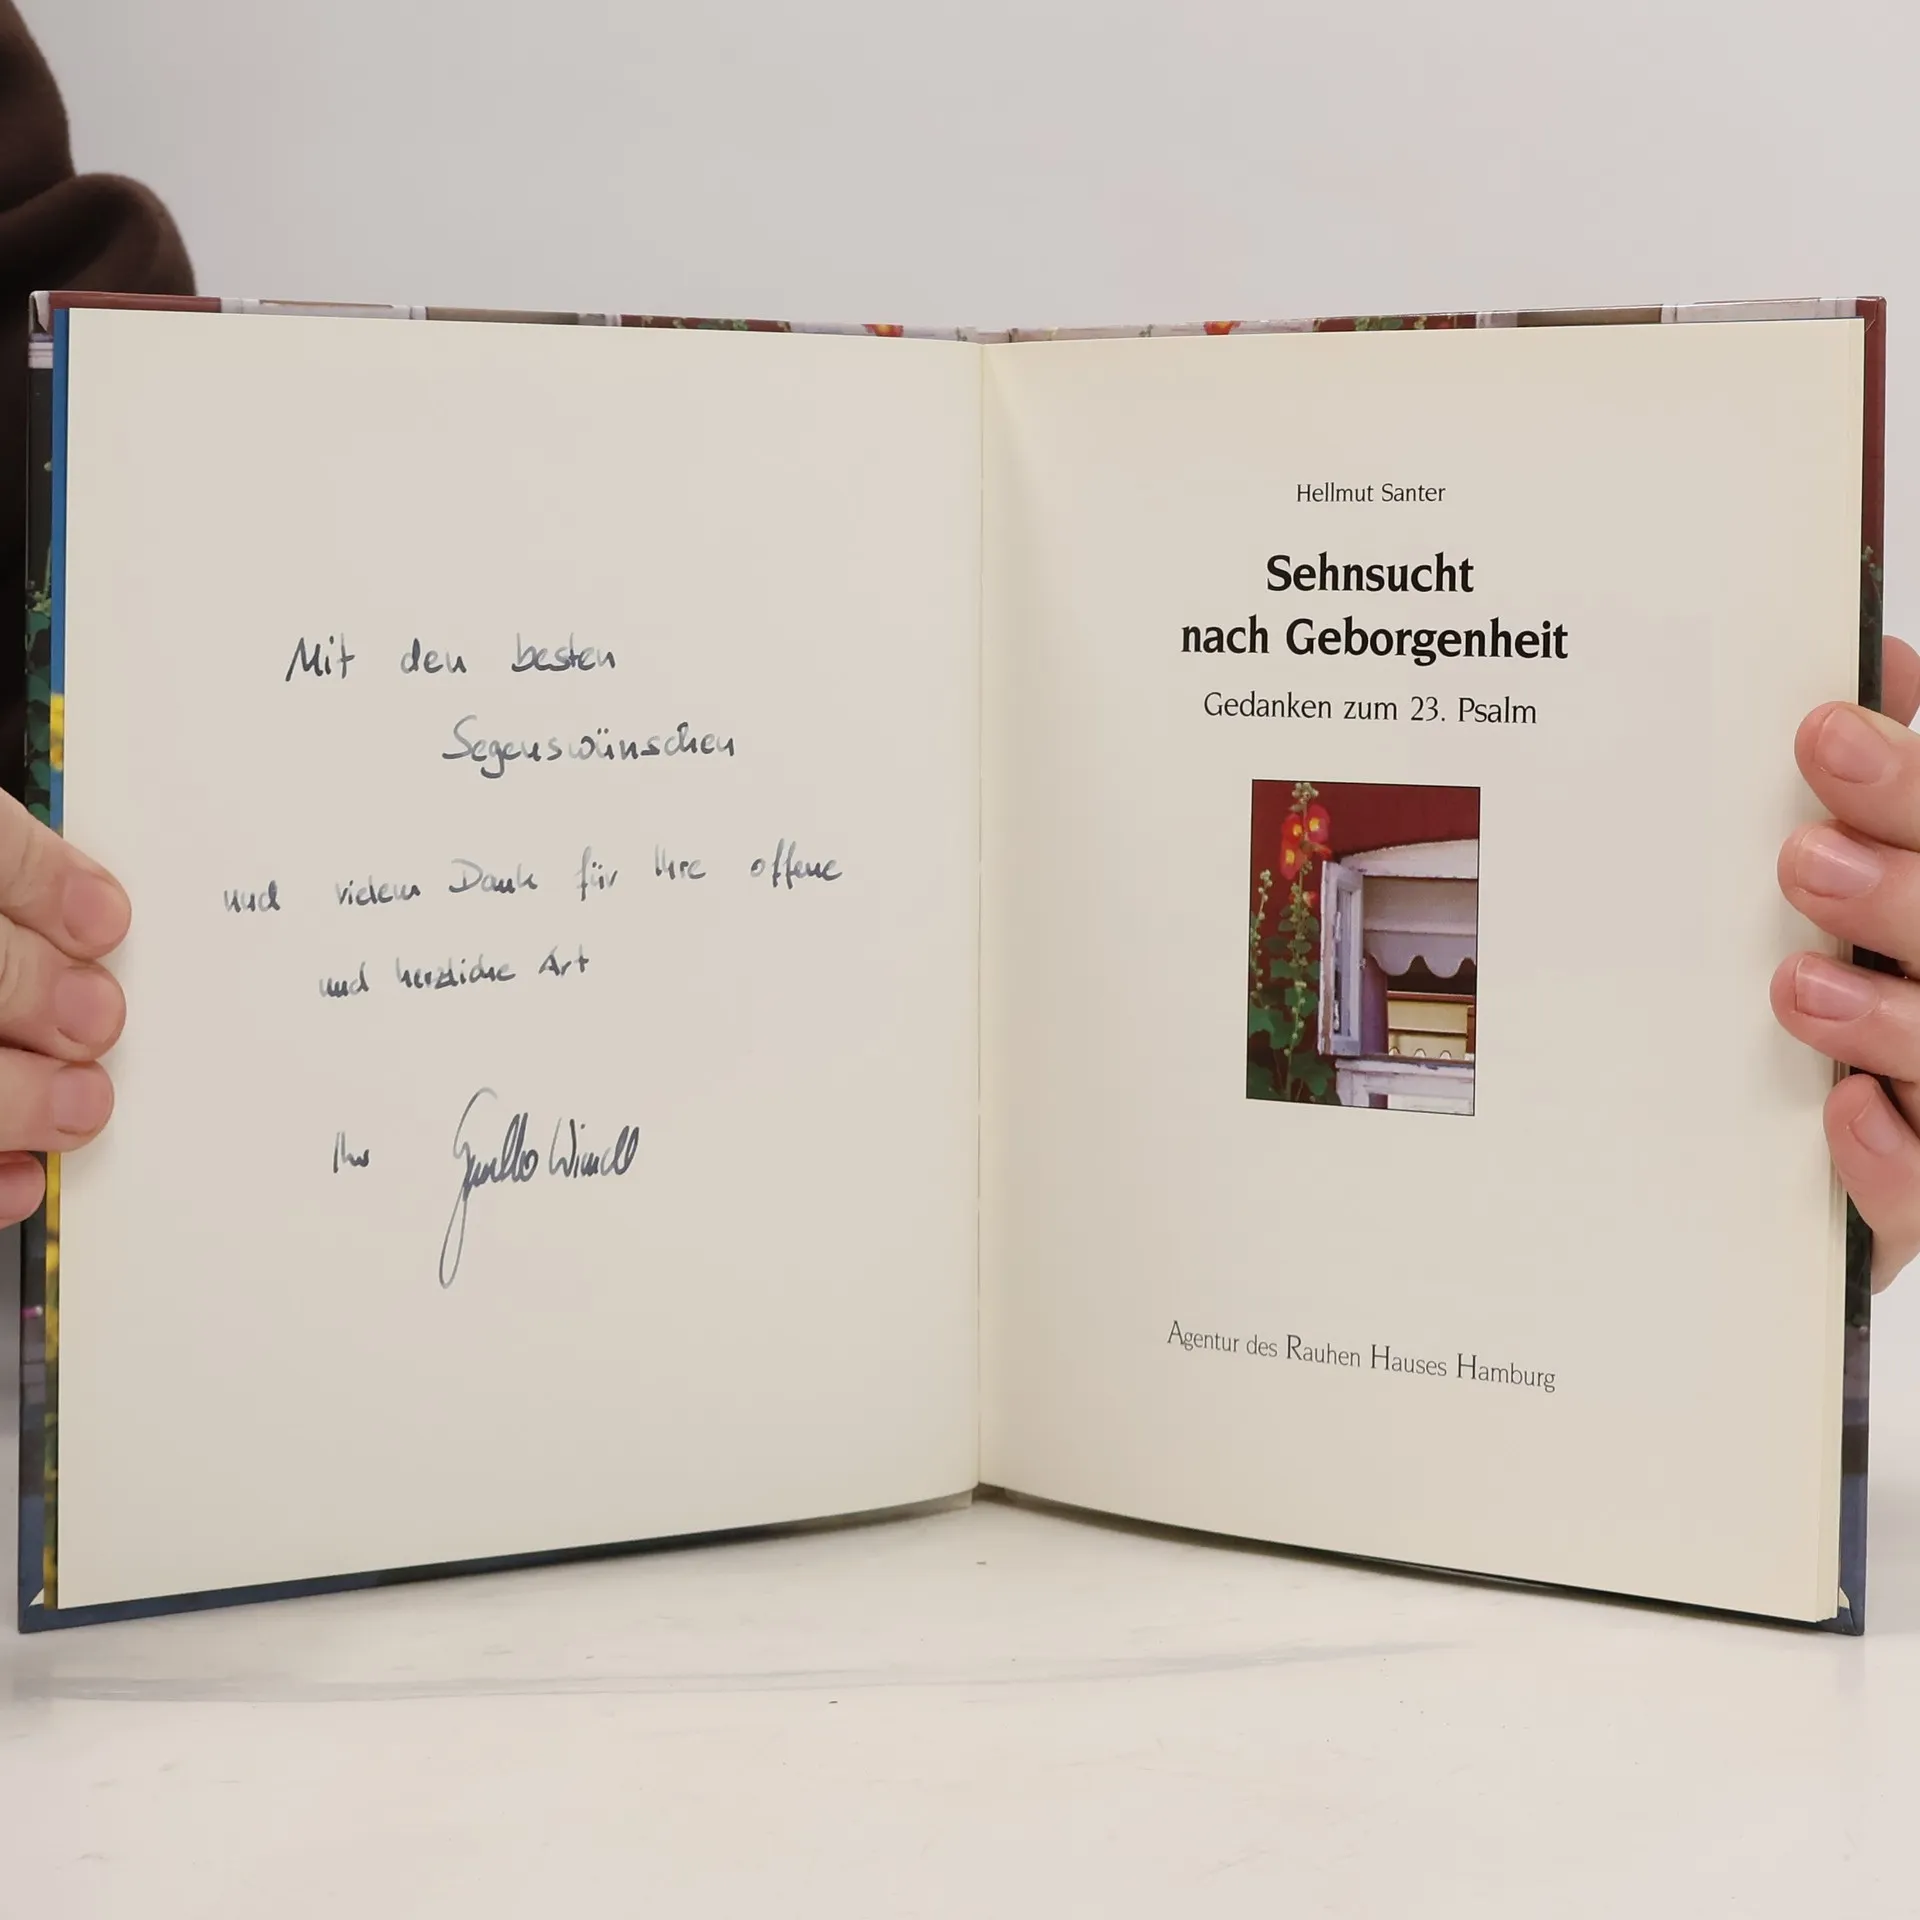 Mit den besten
Segenswünschen
und vielem Dank für Ihre offene
und herzliche Art
Ihr
Hellmut Santer
Sehnsucht
nach Geborgenheit
Gedanken zum 23. Psalm
Agentur des Rauhen Hauses Hamburg